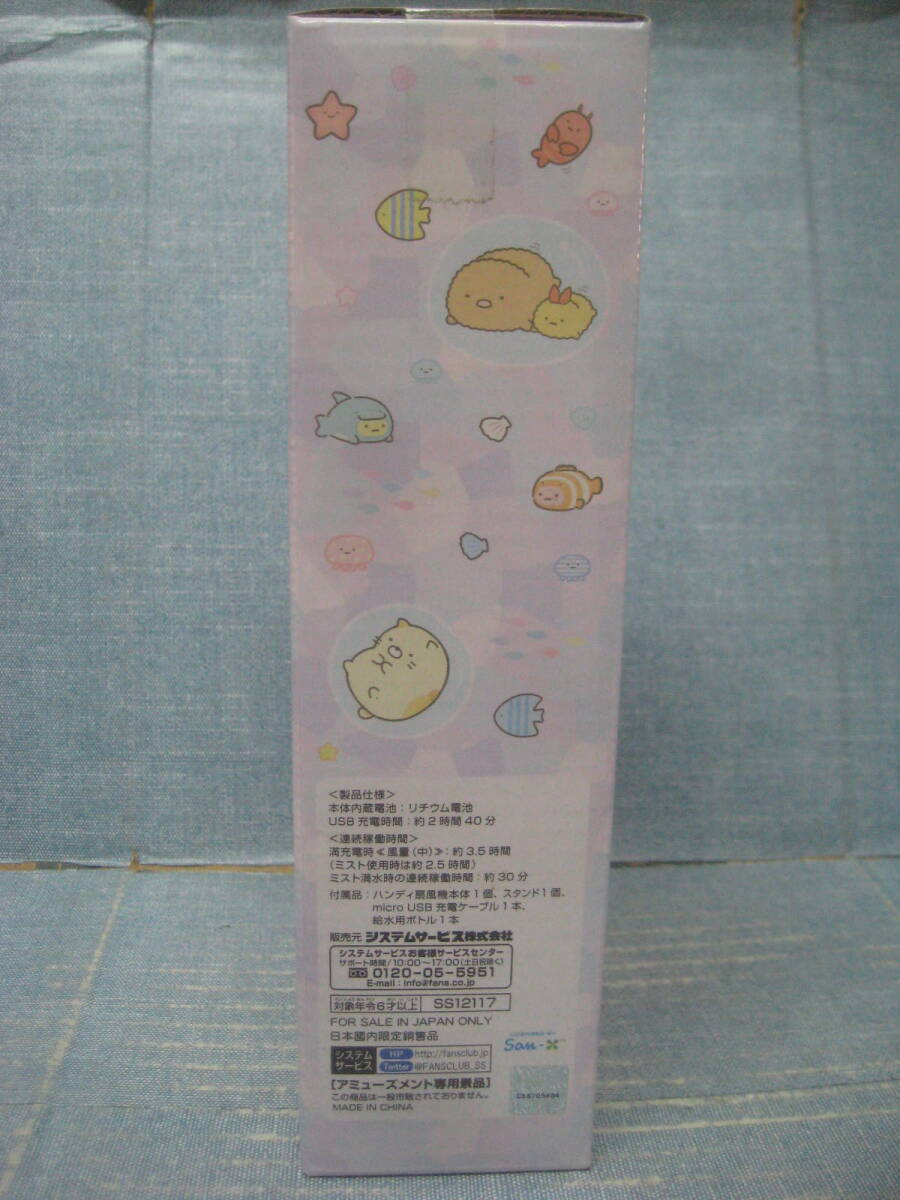 ＜製品仕様＞
本体内蔵電池：リチウム電池
USB充電時間：約2時間40分
＜連続稼働時間＞
満充電時≪風量（中）≫：約3.5時間
（ミスト使用時は約2.5時間）
ミスト満水時の連続稼働時間：約30分
付属品：ハンディ扇風機本体1個、スタンド1個、
micro USB充電ケーブル1本、
給水用ボトル1本
販売元 システムサービス株式会社
システムサービスお客様サービスセンター
サポート時間/10:00〜17:00（土日祝除く）
0120-05-5951
E-mail：info@fans.co.jp
対象年令6才以上 SS12117
FOR SALE IN JAPAN ONLY
日本國内限定銷售品
システムサービス HP http://fansclub.jp
Twitter @FANSCLUB_SS
San-X
【アミューズメント専用景品】
この商品は一般市販されておりません。
MADE IN CHINA